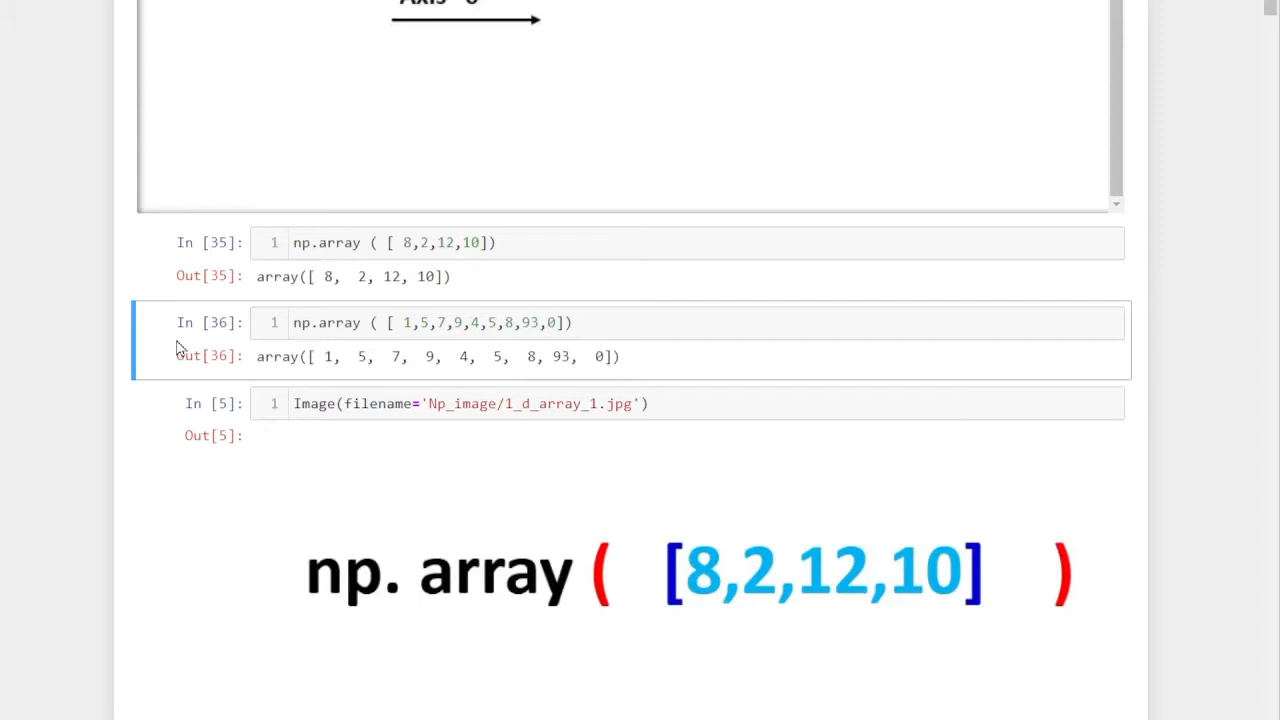 In [35]: 1 np.array ( [ 8,2,12,10])
Out[35]: array([ 8,  2, 12, 10])
In [36]: 1 np.array ( [ 1,5,7,9,4,5,8,93,0])
Out[36]: array([ 1,  5,  7,  9,  4,  5,  8, 93,  0])
In [5]: 1 Image(filename='Np_image/1_d_array_1.jpg')
Out[5]:
np. array ( [8,2,12,10] )